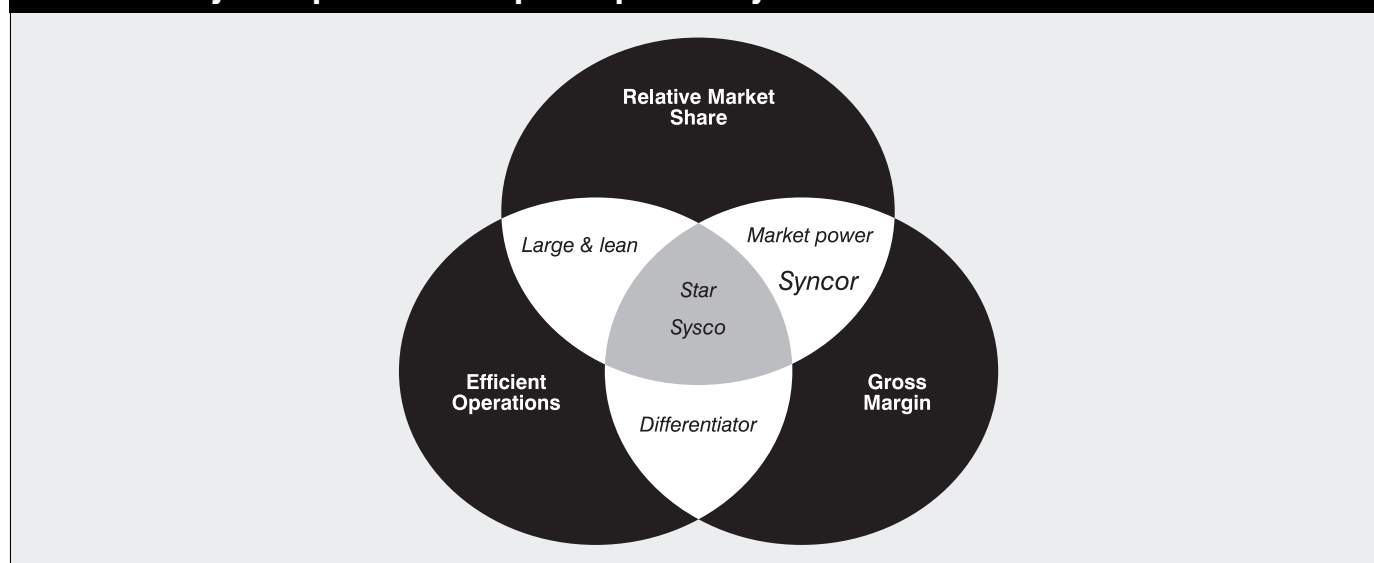 Relative Market
Share
Large & lean
Market power
Syncor
Star
Sysco
Efficient
Operations
Gross
Margin
Differentiator